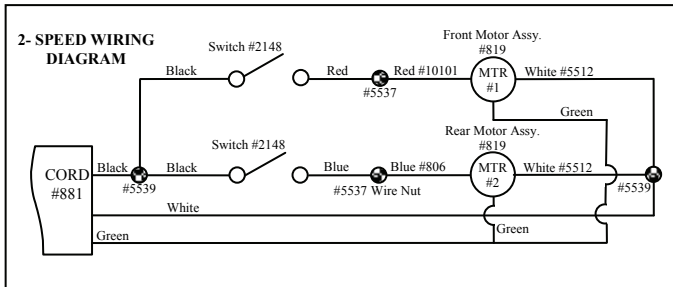 2- SPEED WIRING
DIAGRAM
Front Motor Assy.
#819
Switch #2148
Black
Red
#5537
Red #10101
MTR
#1
White #5512
Green
Switch #2148
Rear Motor Assy.
#819
CORD
#881
Black
#5539
Black
Blue
#5537 Wire Nut
Blue #806
MTR
#2
White #5512
#5539
White
Green
Green